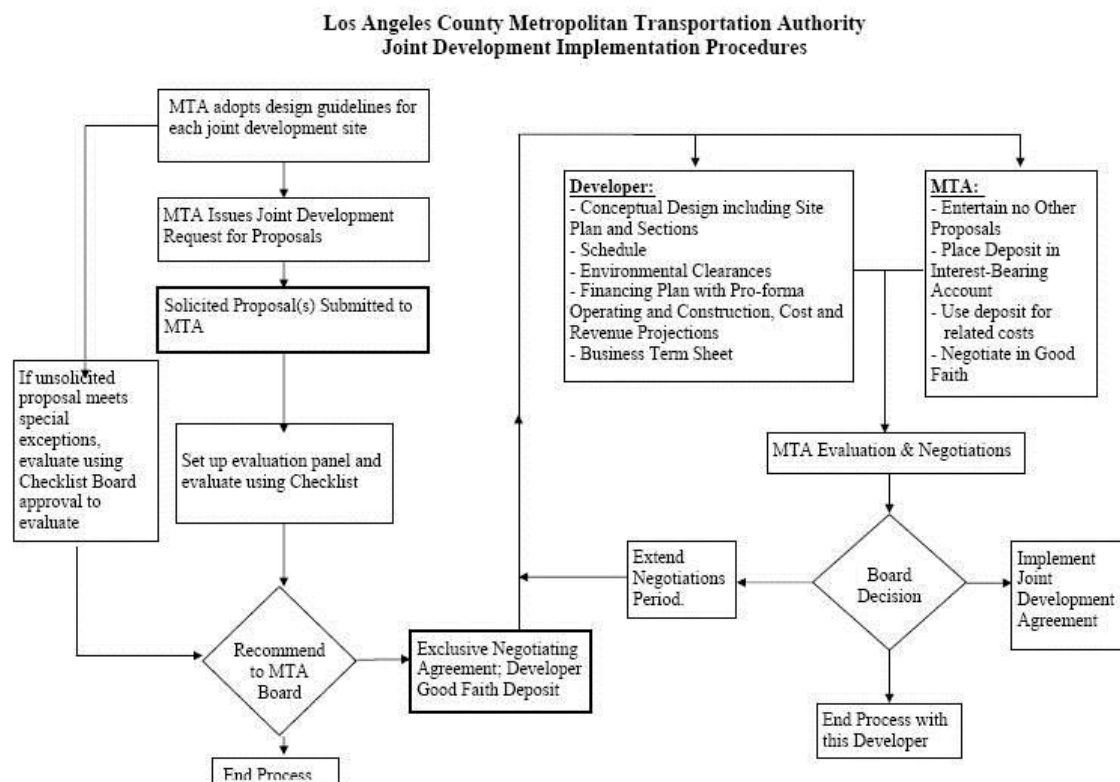 Los Angeles County Metropolitan Transportation Authority
Joint Development Implementation Procedures
MTA adopts design guidelines for
each joint development site
MTA Issues Joint Development
Request for Proposals
Solicited Proposal(s) Submitted to
MTA
If unsolicited
proposal meets
special
exceptions,
evaluate using
Checklist Board
approval to
evaluate
Set up evaluation panel and
evaluate using Checklist
Recommend
to MTA
Board
End Process
Exclusive Negotiating
Agreement; Developer
Good Faith Deposit
Developer:
- Conceptual Design including Site
Plan and Sections
- Schedule
- Environmental Clearances
- Financing Plan with Pro-forma
Operating and Construction, Cost and
Revenue Projections
- Business Term Sheet
MTA:
- Entertain no Other
Proposals
- Place Deposit in
Interest-Bearing
Account
- Use deposit for
related costs
- Negotiate in Good
Faith
MTA Evaluation & Negotiations
Board
Decision
Extend
Negotiations
Period.
Implement
Joint
Development
Agreement
End Process with
this Developer